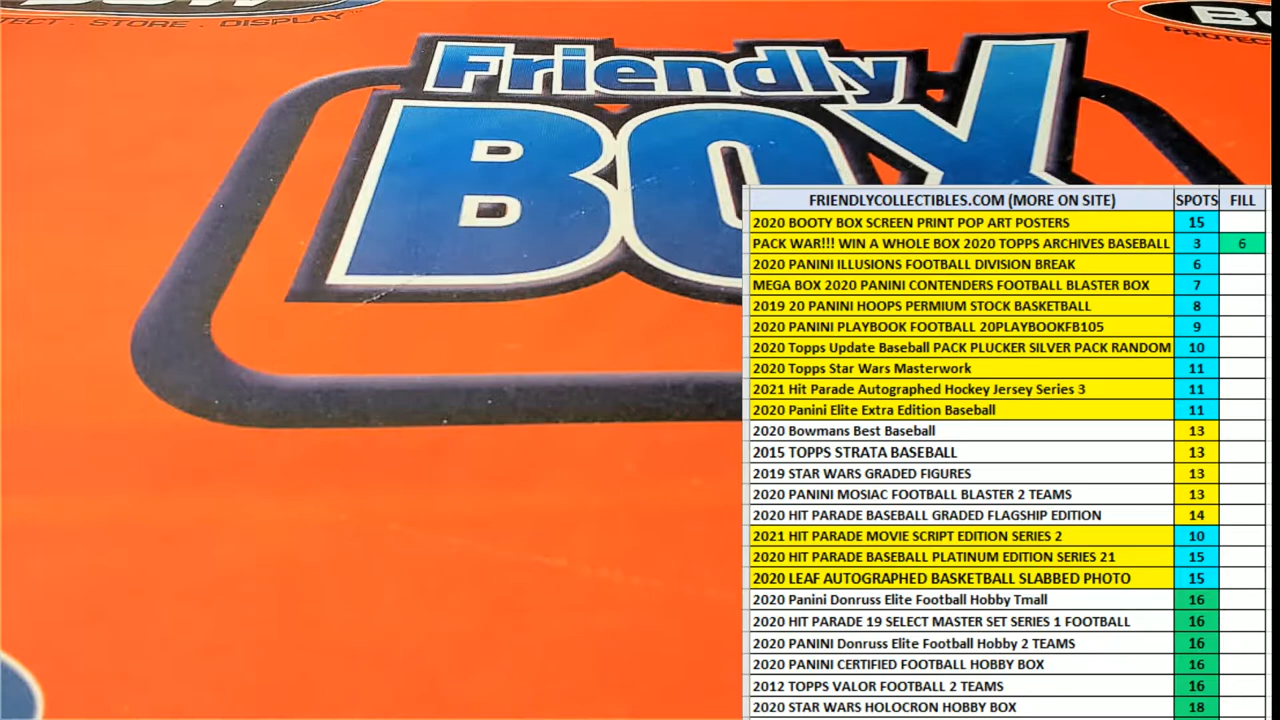 TECT . STORE . DISPLAY
PROTEC
Friendly
BOX
FRIENDLYCOLLECTIBLES.COM (MORE ON SITE) SPOTS FILL
2020 BOOTY BOX SCREEN PRINT POP ART POSTERS 15
PACK WAR!!! WIN A WHOLE BOX 2020 TOPPS ARCHIVES BASEBALL 3 6
2020 PANINI ILLUSIONS FOOTBALL DIVISION BREAK 6
MEGA BOX 2020 PANINI CONTENDERS FOOTBALL BLASTER BOX 7
2019 20 PANINI HOOPS PERMIUM STOCK BASKETBALL 8
2020 PANINI PLAYBOOK FOOTBALL 20PLAYBOOKFB105 9
2020 Topps Update Baseball PACK PLUCKER SILVER PACK RANDOM 10
2020 Topps Star Wars Masterwork 11
2021 Hit Parade Autographed Hockey Jersey Series 3 11
2020 Panini Elite Extra Edition Baseball 11
2020 Bowmans Best Baseball 13
2015 TOPPS STRATA BASEBALL 13
2019 STAR WARS GRADED FIGURES 13
2020 PANINI MOSIAC FOOTBALL BLASTER 2 TEAMS 13
2020 HIT PARADE BASEBALL GRADED FLAGSHIP EDITION 14
2021 HIT PARADE MOVIE SCRIPT EDITION SERIES 2 10
2020 HIT PARADE BASEBALL PLATINUM EDITION SERIES 21 15
2020 LEAF AUTOGRAPHED BASKETBALL SLABBED PHOTO 15
2020 Panini Donruss Elite Football Hobby Tmall 16
2020 HIT PARADE 19 SELECT MASTER SET SERIES 1 FOOTBALL 16
2020 PANINI Donruss Elite Football Hobby 2 TEAMS 16
2020 PANINI CERTIFIED FOOTBALL HOBBY BOX 16
2012 TOPPS VALOR FOOTBALL 2 TEAMS 16
2020 STAR WARS HOLOCRON HOBBY BOX 18